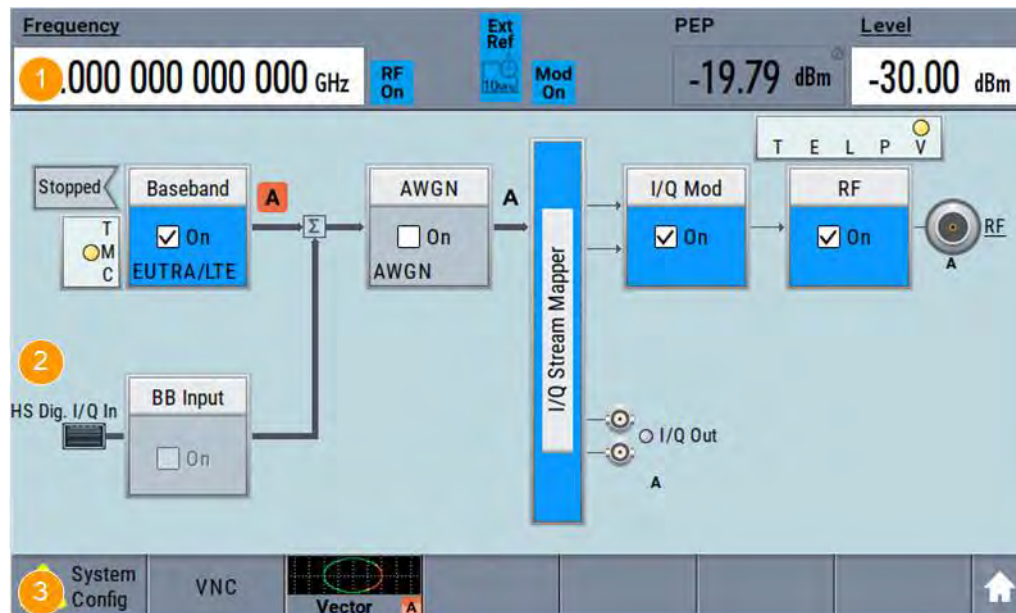 Frequency
Ext Ref
PEP
Level
1 .000 000 000 000 GHz
RF On
Mod On
-19.79 dBm
-30.00 dBm
T E L P V
Stopped
Baseband
A
AWGN
A
I/Q Mod
RF
T
M
C
On
EUTRA/LTE
Σ
On
AWGN
On
On
RF
A
I/Q Stream Mapper
2
HS Dig. I/Q In
BB Input
On
I/Q Out
A
3
System
Config
VNC
Vector A